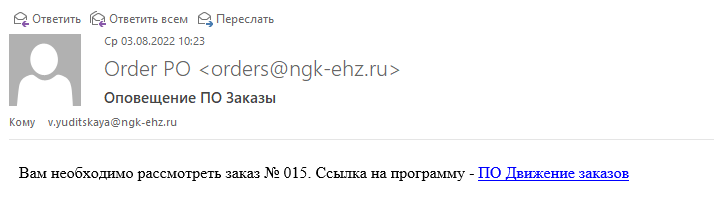 Ответить Ответить всем Переслать
Ср 03.08.2022 10:23
Order PO <orders@ngk-ehz.ru>
Оповещение ПО Заказы
Кому v.yuditskaya@ngk-ehz.ru
Вам необходимо рассмотреть заказ № 015. Ссылка на программу - ПО Движение заказов